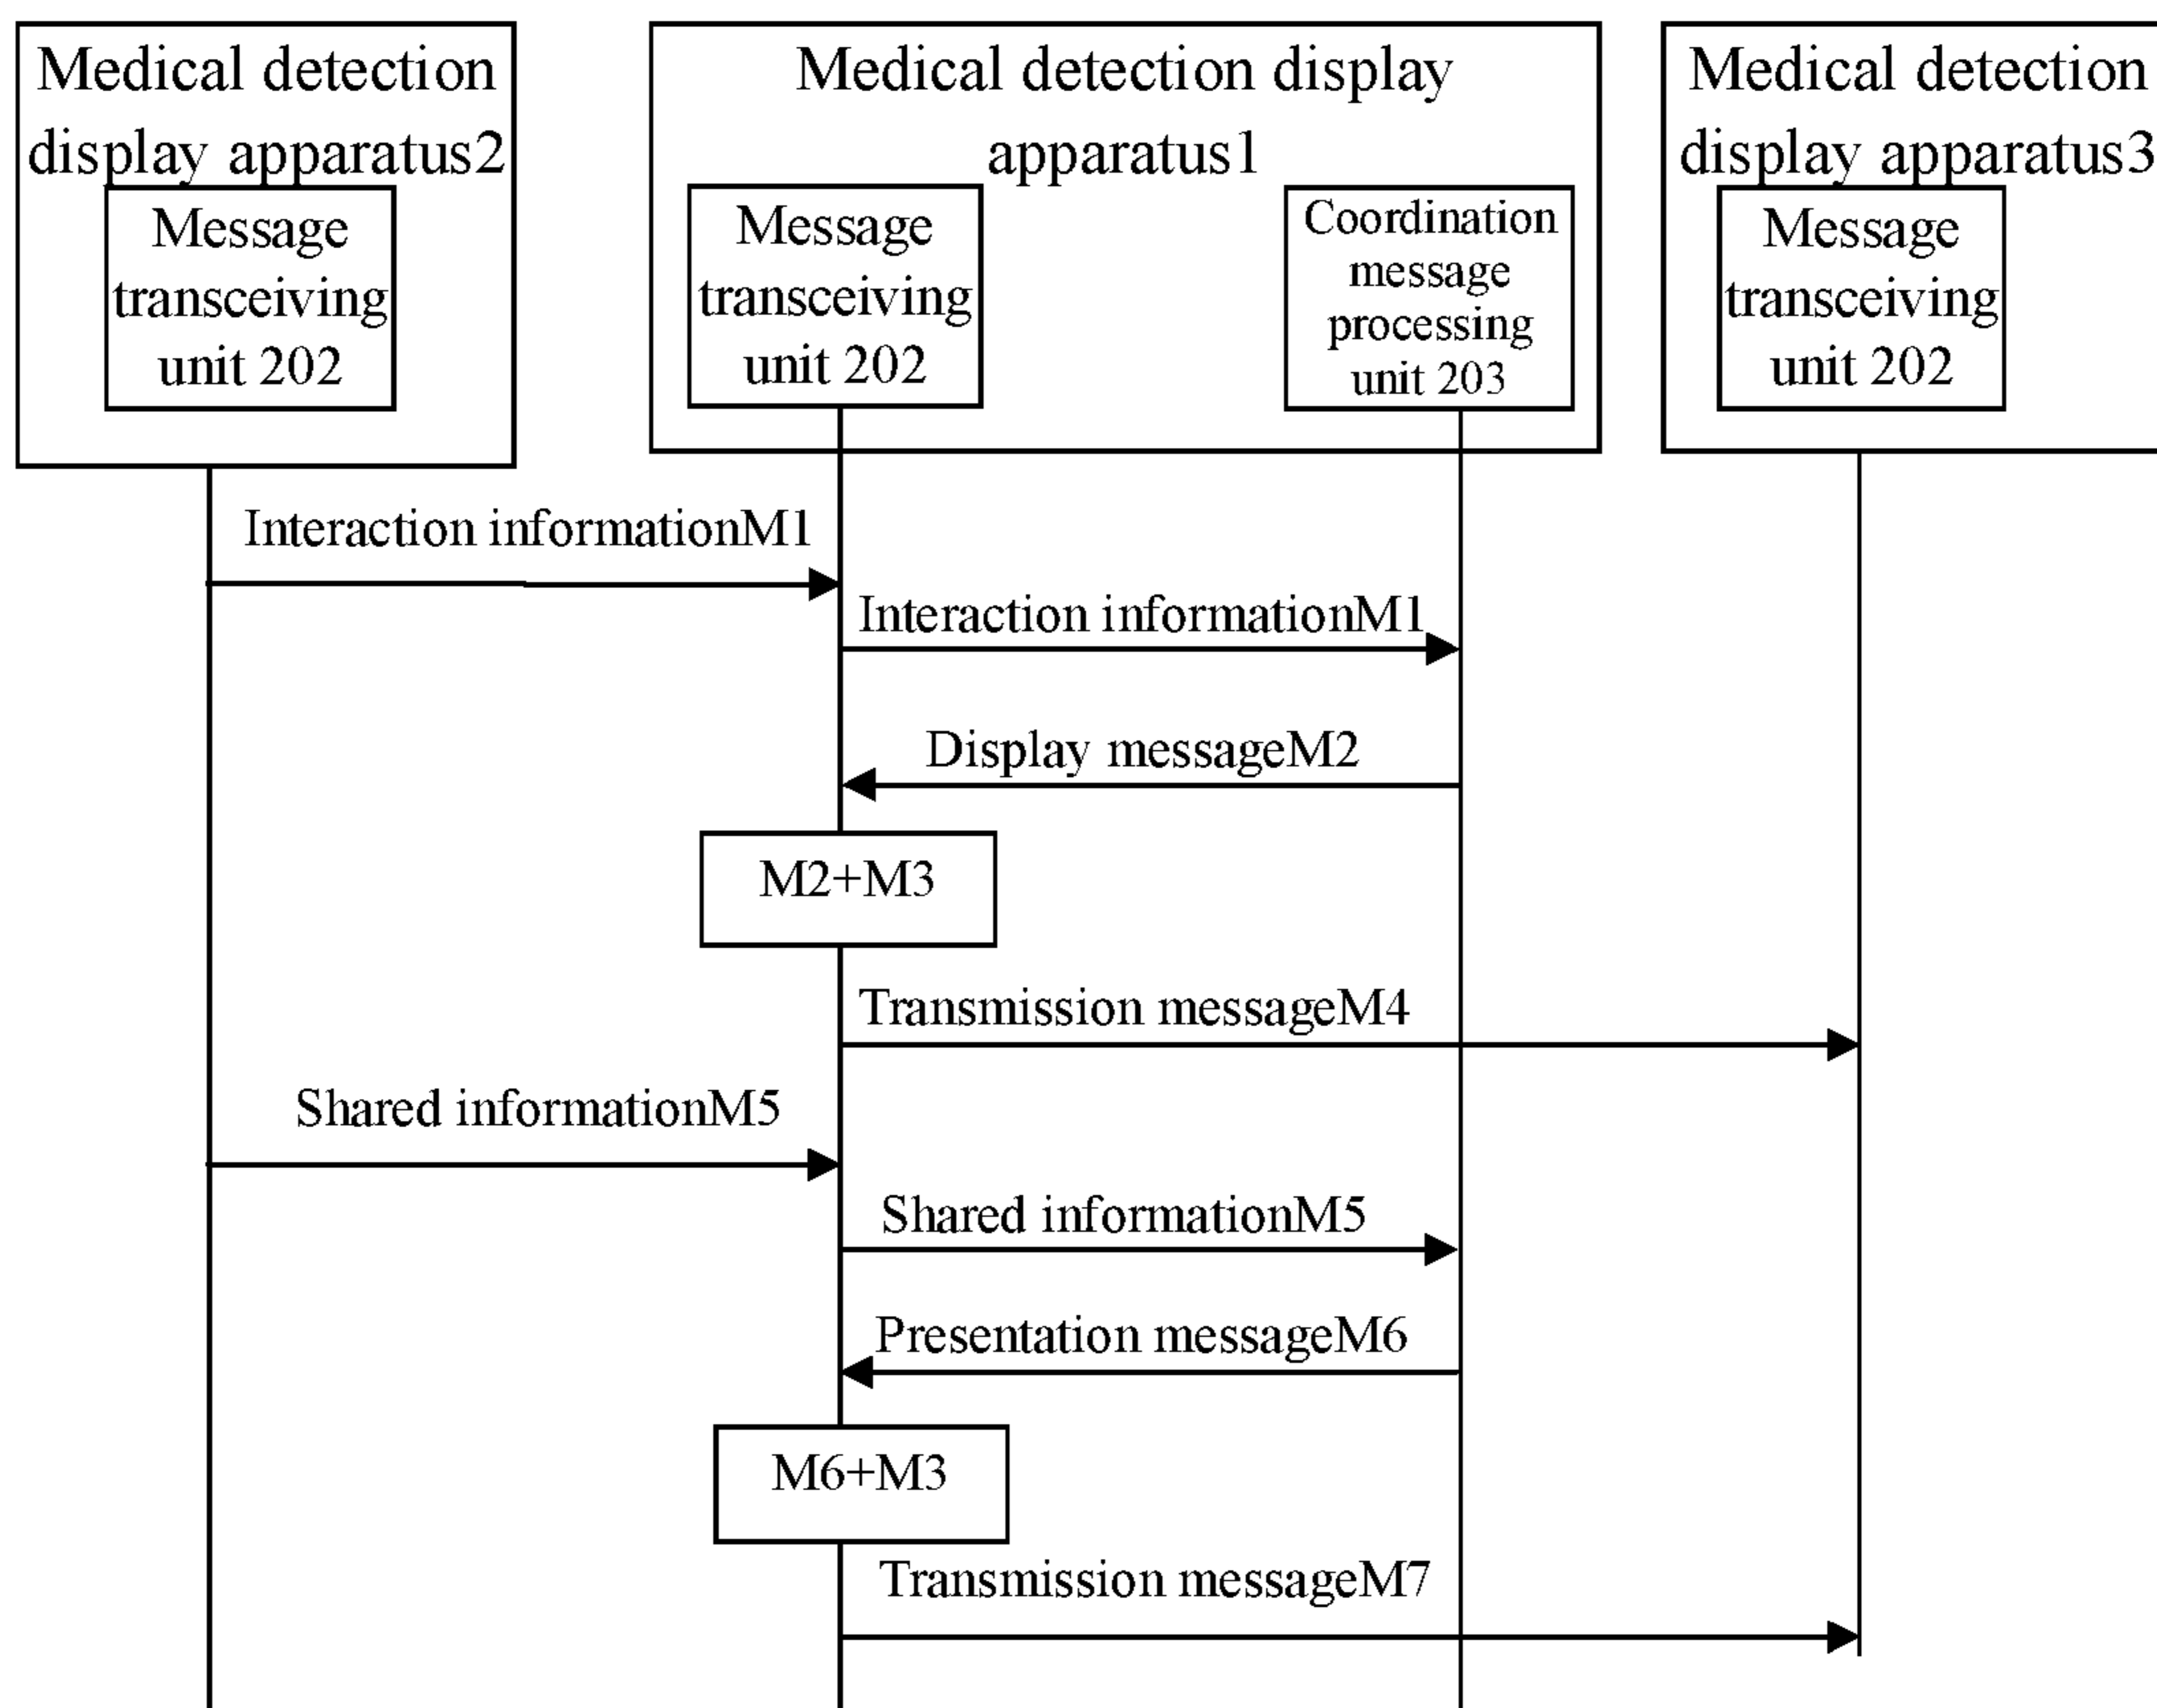 Medical detection
display apparatus2
Message
transceiving
unit 202
Medical detection display
apparatus1
Message
transceiving
unit 202
Coordination
message
processing
unit 203
Medical detection
display apparatus3
Message
transceiving
unit 202
Interaction informationM1
Interaction informationM1
Display messageM2
M2+M3
Transmission messageM4
Shared informationM5
Shared informationM5
Presentation messageM6
M6+M3
Transmission messageM7